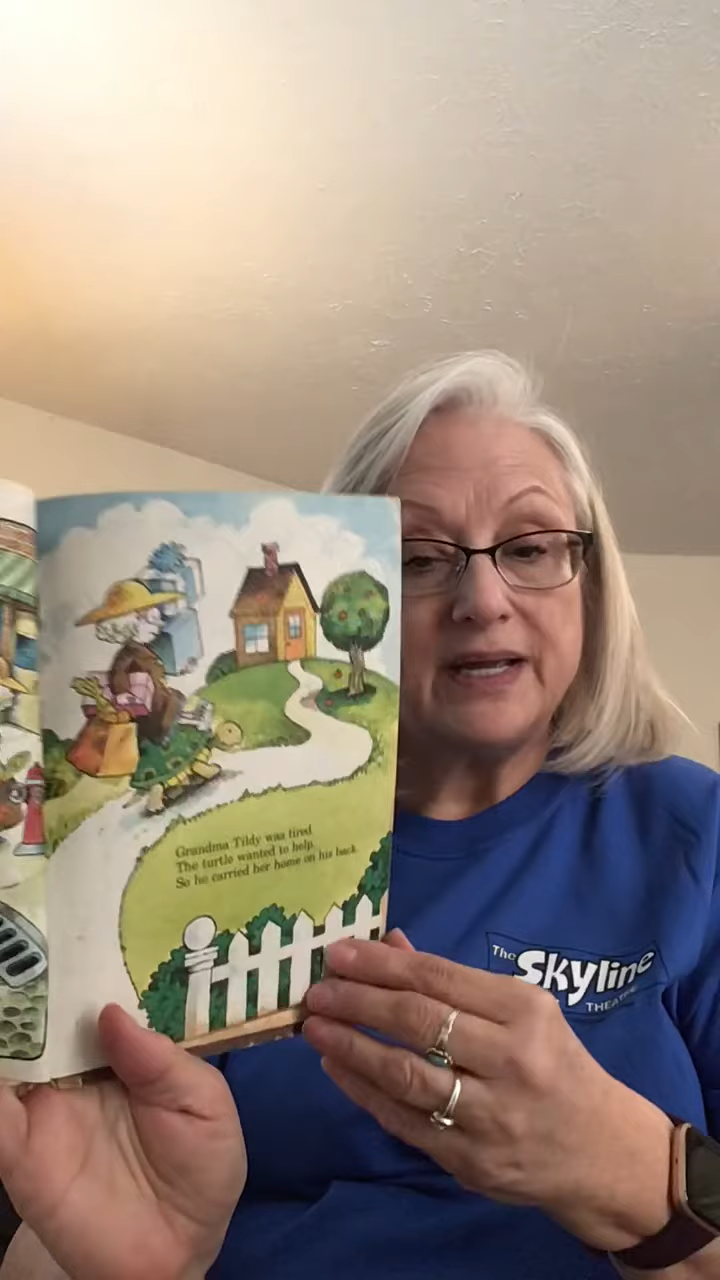 Grandma Tildy was tired
The turtle wanted to help.
So he carried her home on his back.
The
Skyline
THEATRE